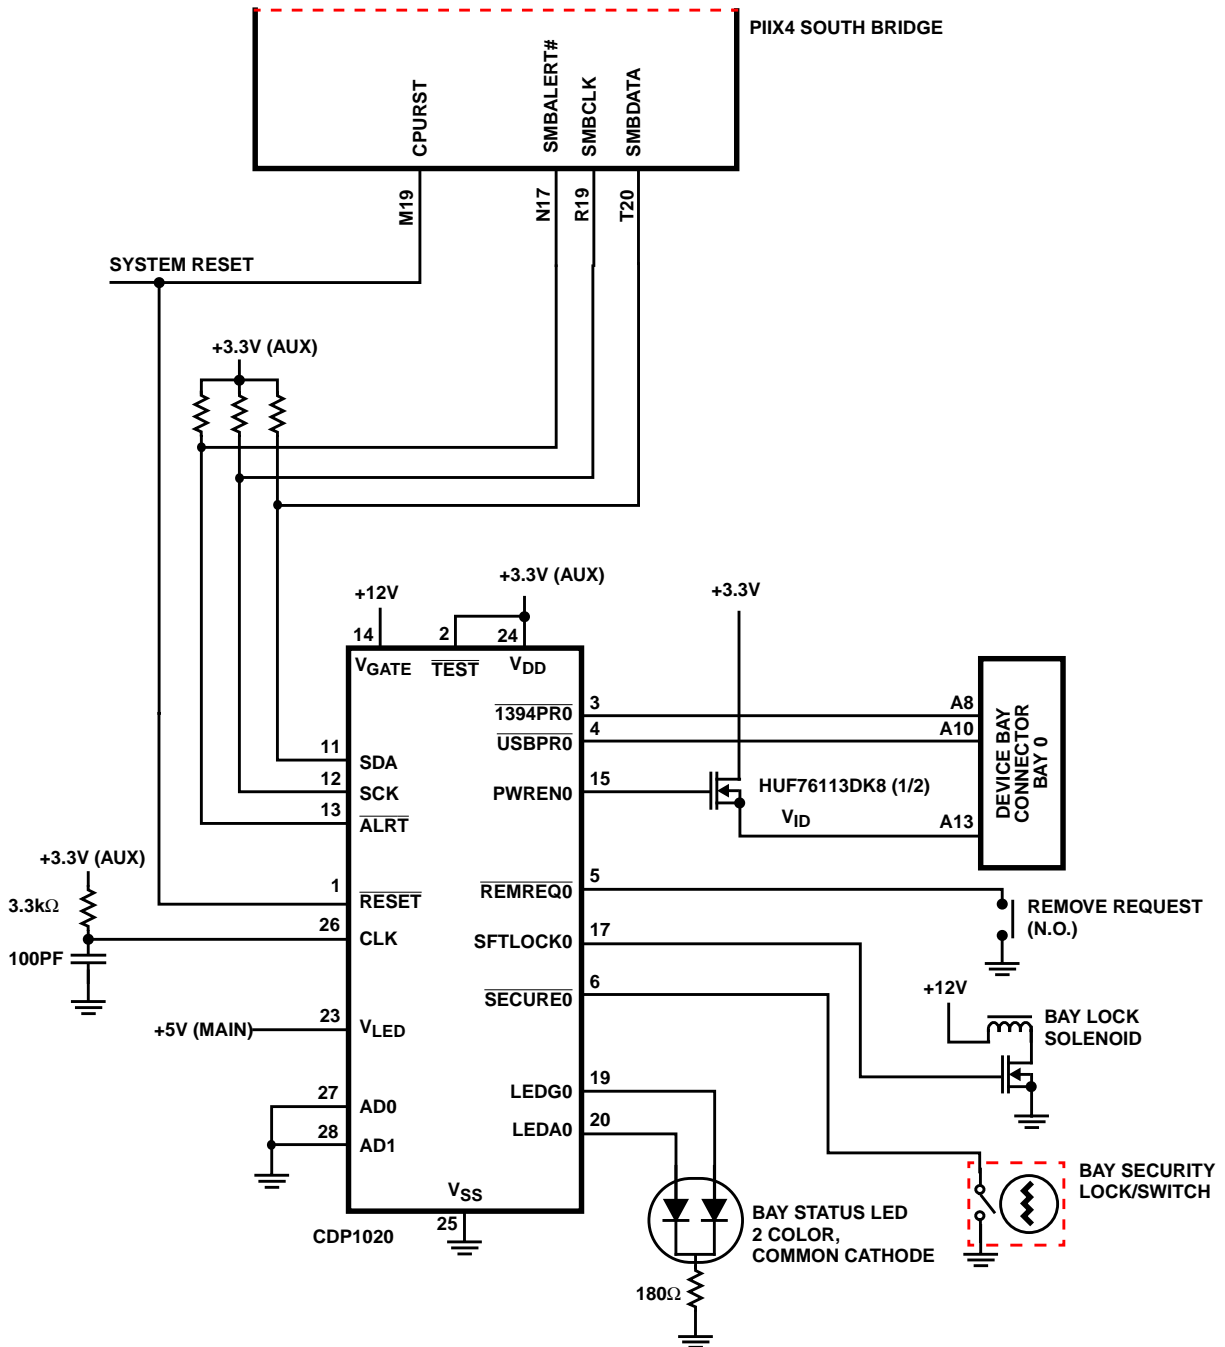 PIIX4 SOUTH BRIDGE
CPURST
SMBALERT#
SMBCLK
SMBDATA
M19
N17
R19
T20
SYSTEM RESET
+3.3V (AUX)
+3.3V (AUX)
+12V
+3.3V
14
2
24
VGATE
TEST
VDD
1394PR0
3
A8
USBPR0
4
A10
11
SDA
12
SCK
PWREN0
15
HUF76113DK8 (1/2)
13
ALRT
VID
A13
DEVICE BAY
CONNECTOR
BAY 0
+3.3V (AUX)
3.3kΩ
1
RESET
REMREQ0
5
REMOVE REQUEST
(N.O.)
26
CLK
100PF
SFTLOCK0
17
SECURE0
6
+12V
BAY LOCK
SOLENOID
+5V (MAIN)
23
VLED
27
AD0
28
AD1
LEDG0
19
LEDA0
20
BAY SECURITY
LOCK/SWITCH
VSS
25
CDP1020
BAY STATUS LED
2 COLOR,
COMMON CATHODE
180Ω